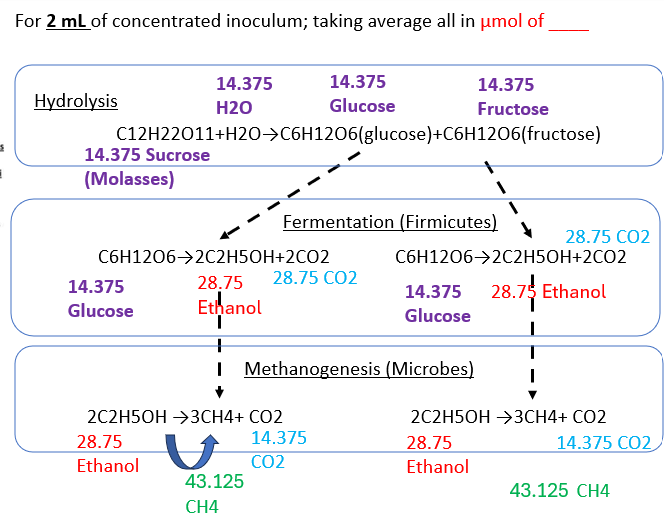 For 2 mL of concentrated inoculum; taking average all in μmol of ____
Hydrolysis
14.375 H2O
14.375 Glucose
14.375 Fructose
C12H22O11+H2O→C6H12O6(glucose)+C6H12O6(fructose)
14.375 Sucrose
(Molasses)
Fermentation (Firmicutes)
28.75 CO2
C6H12O6→2C2H5OH+2CO2
C6H12O6→2C2H5OH+2CO2
14.375
Glucose
28.75
Ethanol
28.75 CO2
14.375
Glucose
28.75 Ethanol
Methanogenesis (Microbes)
2C2H5OH →3CH4+ CO2
2C2H5OH →3CH4+ CO2
28.75
Ethanol
14.375
CO2
43.125
CH4
28.75
Ethanol
14.375 CO2
43.125 CH4